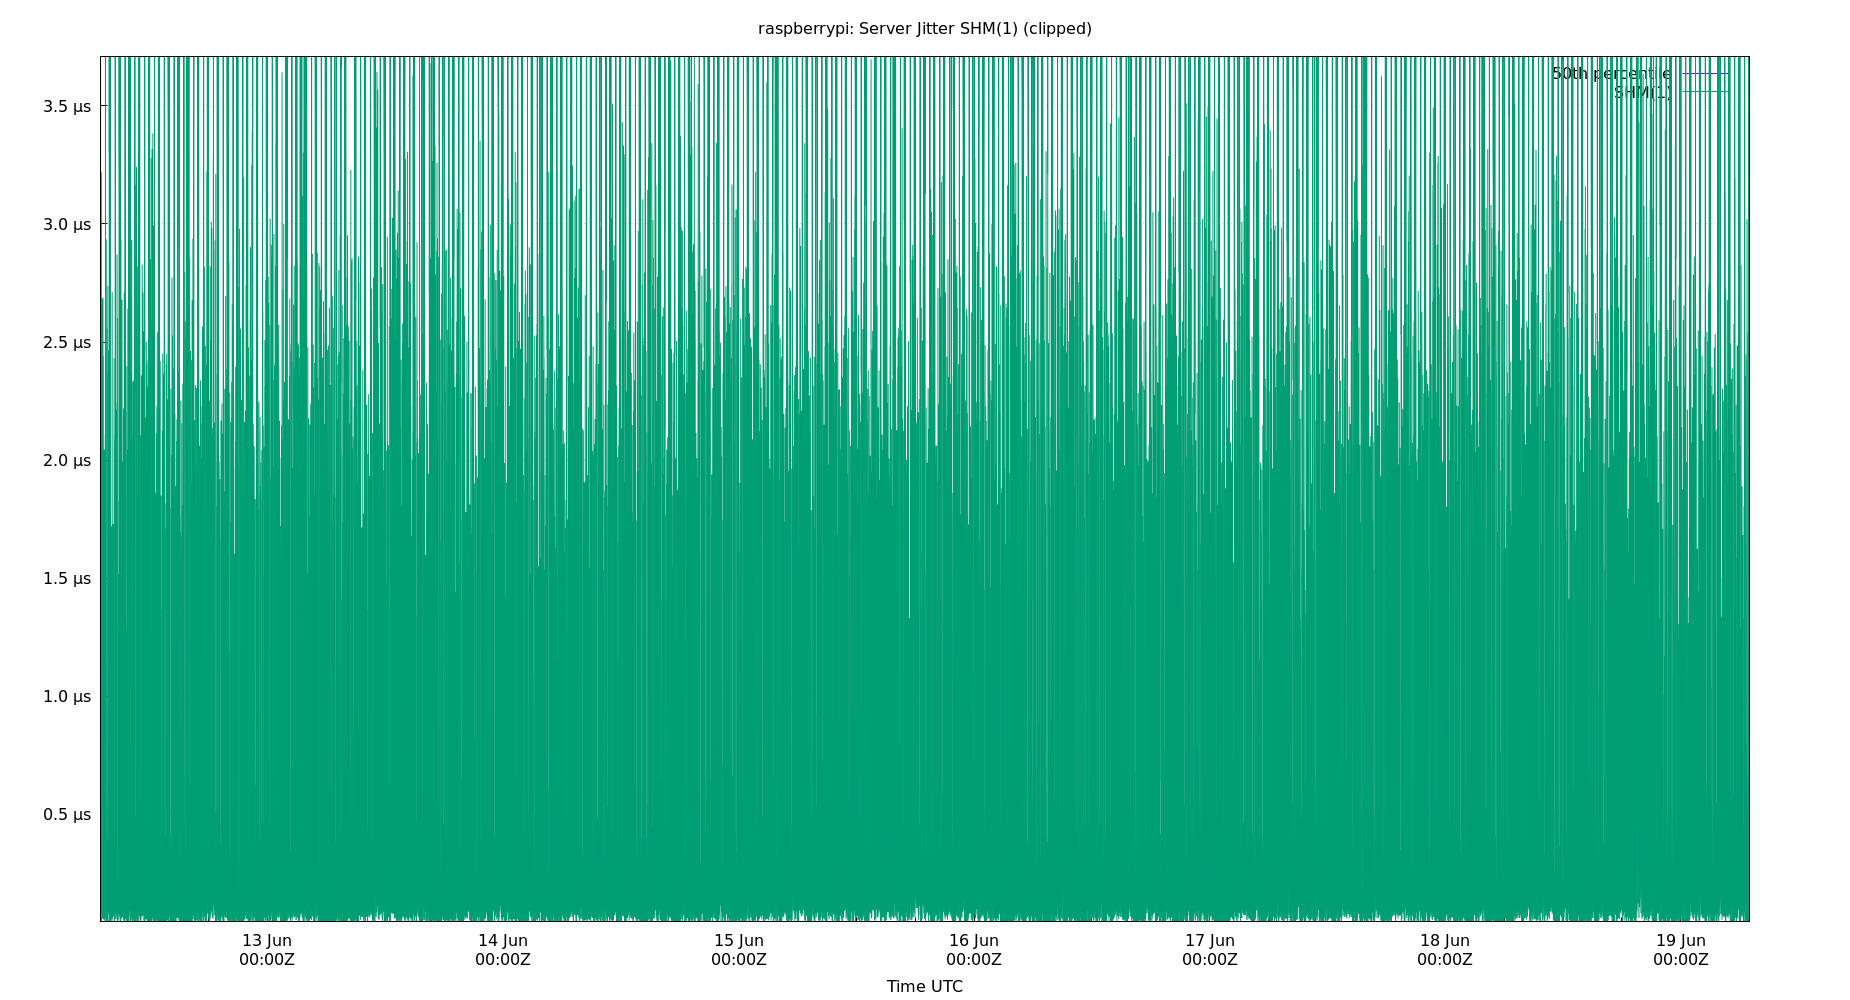 raspberrypi: Server Jitter SHM(1) (clipped)
50th percentile
SHM(1)
3.5 µs
3.0 µs
2.5 µs
2.0 µs
1.5 µs
1.0 µs
0.5 µs
13 Jun 14 Jun 15 Jun 16 Jun 17 Jun 18 Jun 19 Jun
00:00Z 00:00Z 00:00Z 00:00Z 00:00Z 00:00Z 00:00Z
Time UTC